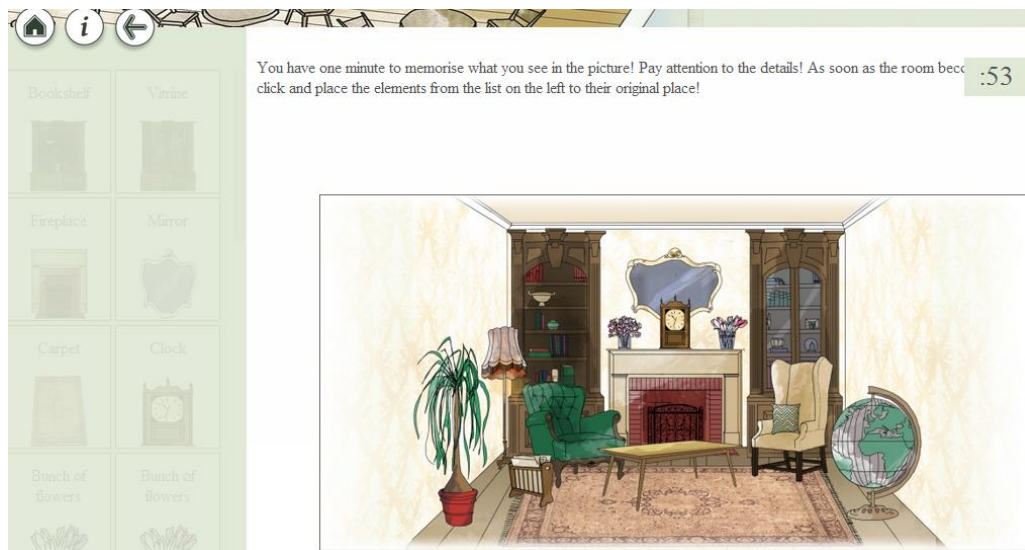 i
You have one minute to memorise what you see in the picture! Pay attention to the details! As soon as the room
click and place the elements from the list on the left to their original place!
:53
Bookshelf
Vitrine
Fireplace
Mirror
Carpet
Clock
Bunch of
flowers
Bunch of
flowers